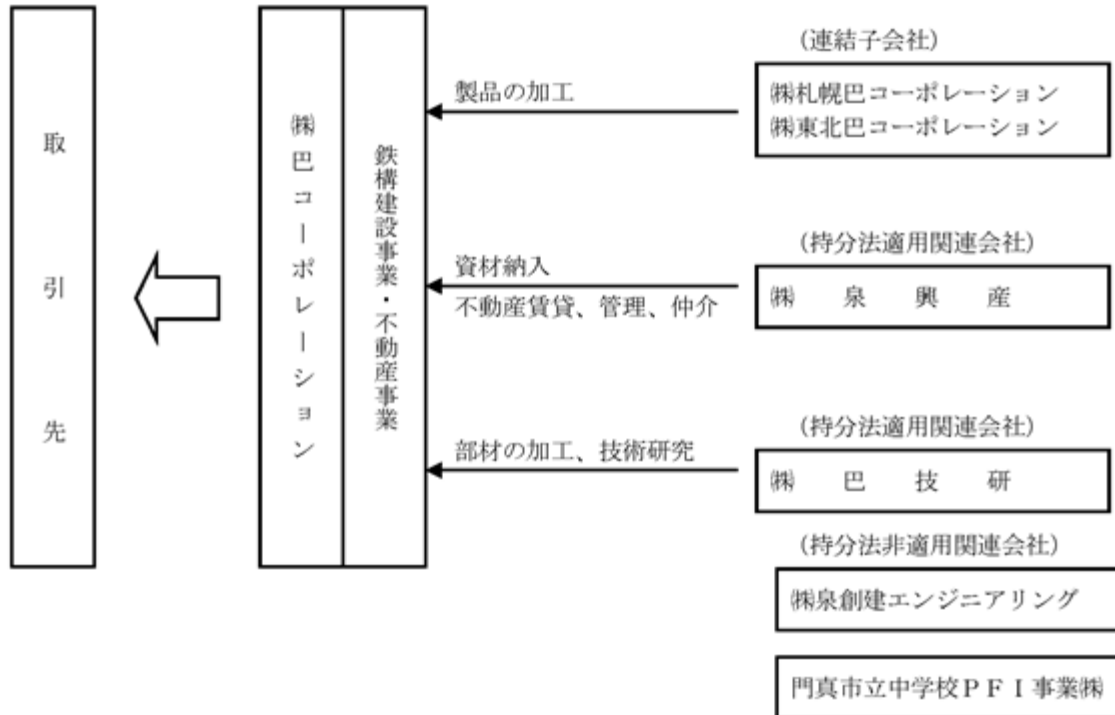 取引先
㈱巴コーポレーション
鉄構建設事業・不動産事業
製品の加工
(連結子会社)
㈱札幌巴コーポレーション
㈱東北巴コーポレーション
資材納入
不動産賃貸、管理、仲介
(持分法適用関連会社)
㈱　泉　興　産
部材の加工、技術研究
(持分法適用関連会社)
㈱　巴　技　研
(持分法非適用関連会社)
㈱泉創建エンジニアリング
門真市立中学校ＰＦＩ事業㈱